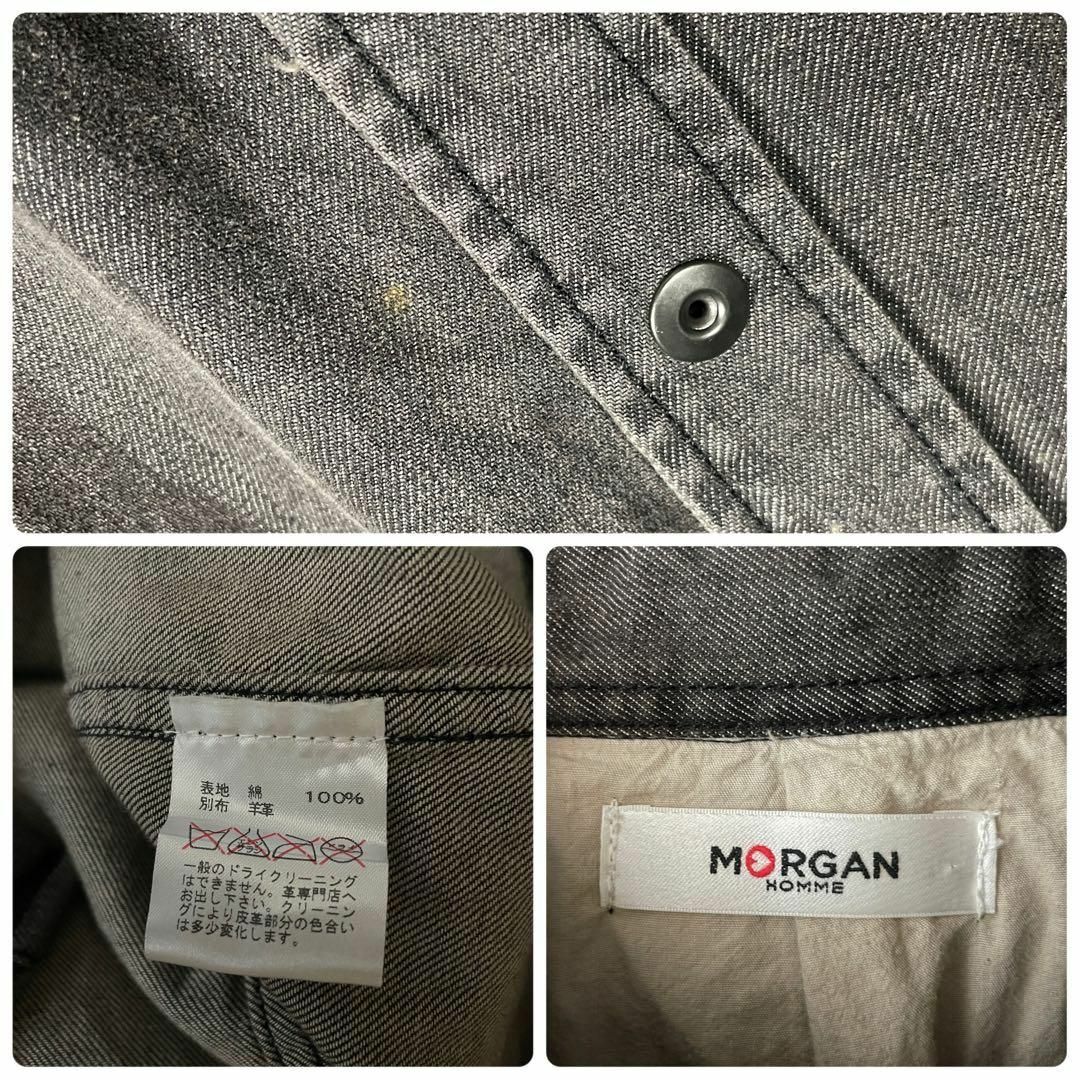 表地 綿 100%
別布 羊革
一般のドライクリーニング
はできません。革専門店へ
お出し下さい。クリーニン
グにより皮革部分の色合い
は多少変化します。
MORGAN
HOMME